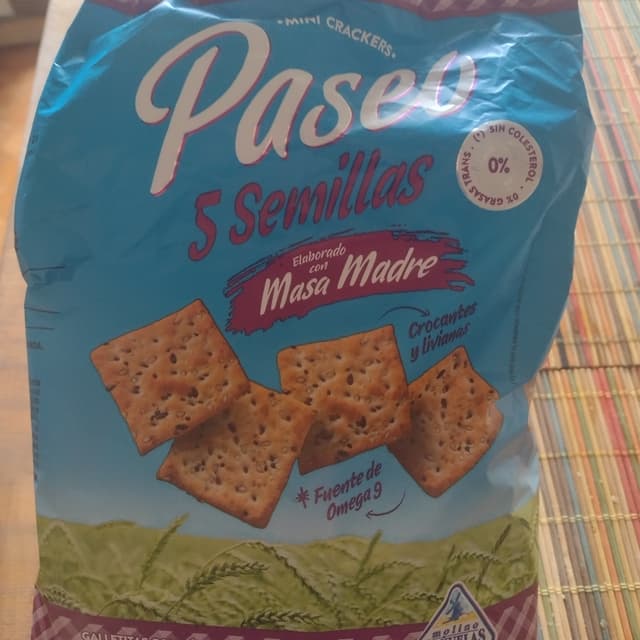 •MINI CRACKERS•
Paseo
5 Semillas
(*) SIN COLESTEROL • 0% GRASAS TRANS •
0%
Elaborado
con
Masa Madre
Crocantes
y livianas
* Fuente de
Omega 9
molino